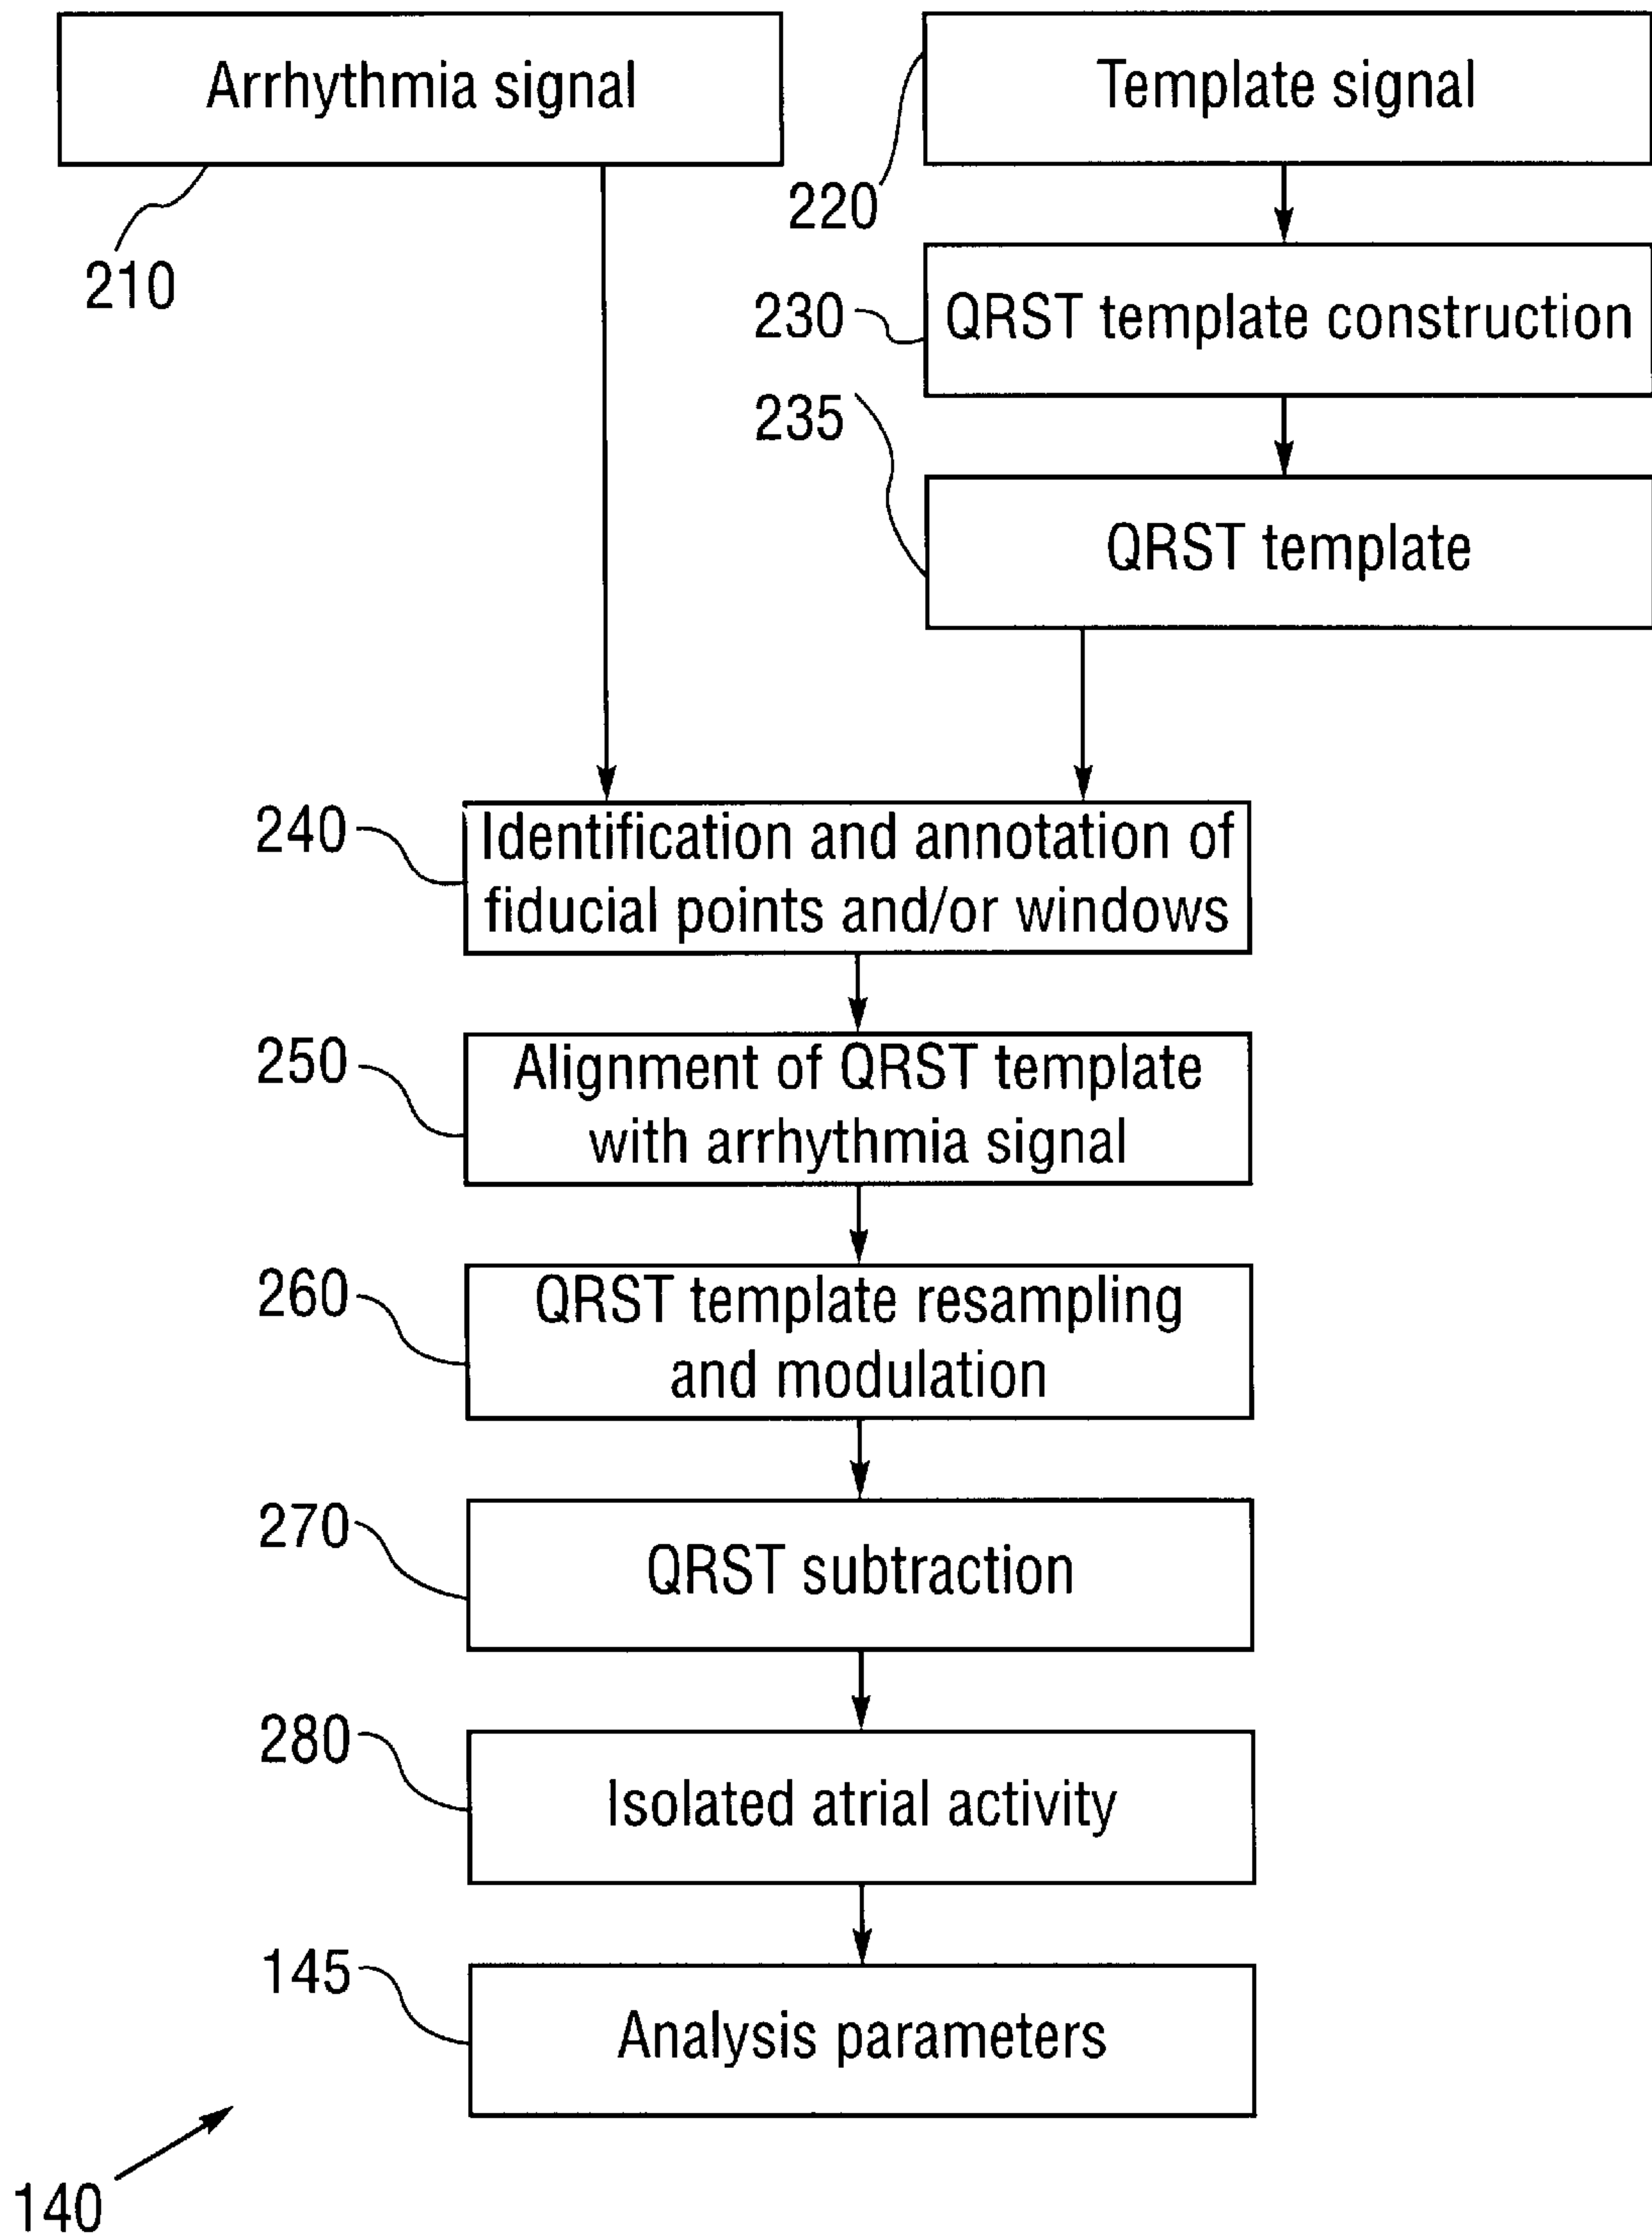 Arrhythmia signal
210
Template signal
220
230
QRST template construction
235
QRST template
240
Identification and annotation of
fiducial points and/or windows
250
Alignment of QRST template
with arrhythmia signal
260
QRST template resampling
and modulation
270
QRST subtraction
280
Isolated atrial activity
145
Analysis parameters
140